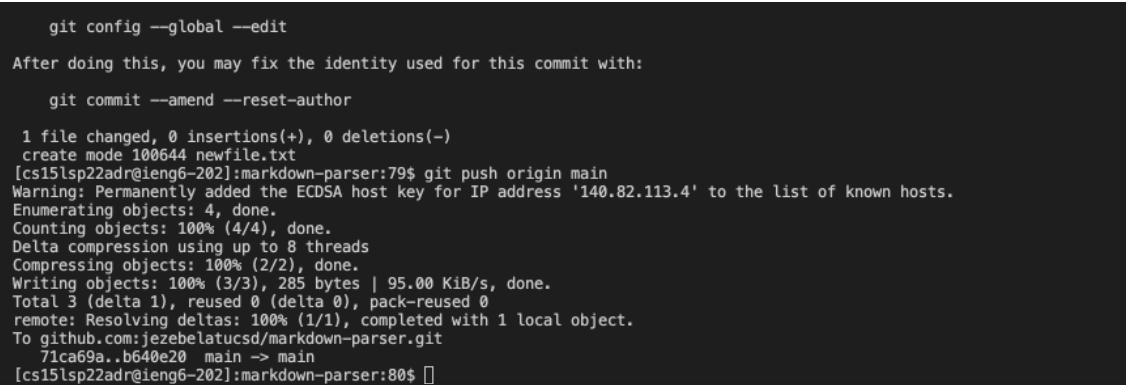 git config --global --edit
After doing this, you may fix the identity used for this commit with:
git commit --amend --reset-author
1 file changed, 0 insertions(+), 0 deletions(-)
create mode 100644 newfile.txt
[cs15lsp22adr@ieng6-202]:markdown-parser:79$ git push origin main
Warning: Permanently added the ECDSA host key for IP address '140.82.113.4' to the list of known hosts.
Enumerating objects: 4, done.
Counting objects: 100% (4/4), done.
Delta compression using up to 8 threads
Compressing objects: 100% (2/2), done.
Writing objects: 100% (3/3), 285 bytes | 95.00 KiB/s, done.
Total 3 (delta 1), reused 0 (delta 0), pack-reused 0
remote: Resolving deltas: 100% (1/1), completed with 1 local object.
To github.com:jezebelatucsd/markdown-parser.git
71ca69a..b640e20  main -> main
[cs15lsp22adr@ieng6-202]:markdown-parser:80$